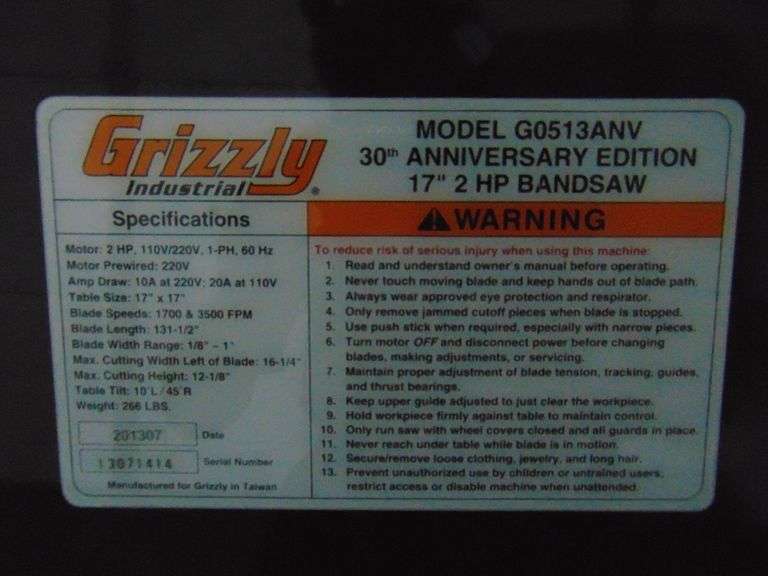 Grizzly
Industrial®
MODEL G0513ANV
30th ANNIVERSARY EDITION
17" 2 HP BANDSAW
Specifications
Motor: 2 HP, 110V/220V, 1-PH, 60 Hz
Motor Prewired: 220V
Amp Draw: 10A at 220V; 20A at 110V
Table Size: 17" x 17"
Blade Speeds: 1700 & 3500 FPM
Blade Length: 131-1/2"
Blade Width Range: 1/8" – 1"
Max. Cutting Width Left of Blade: 16-1/4"
Max. Cutting Height: 12-1/8"
Table Tilt: 10°L / 45°R
Weight: 266 LBS.
201307 Date
13071414 Serial Number
Manufactured for Grizzly in Taiwan
WARNING
To reduce risk of serious injury when using this machine:
1. Read and understand owner's manual before operating.
2. Never touch moving blade and keep hands out of blade path.
3. Always wear approved eye protection and respirator.
4. Only remove jammed cutoff pieces when blade is stopped.
5. Use push stick when required, especially with narrow pieces.
6. Turn motor OFF and disconnect power before changing
blades, making adjustments, or servicing.
7. Maintain proper adjustment of blade tension, tracking, guides,
and thrust bearings.
8. Keep upper guide adjusted to just clear the workpiece.
9. Hold workpiece firmly against table to maintain control.
10. Only run saw with wheel covers closed and all guards in place.
11. Never reach under table while blade is in motion.
12. Secure/remove loose clothing, jewelry, and long hair.
13. Prevent unauthorized use by children or untrained users;
restrict access or disable machine when unattended.